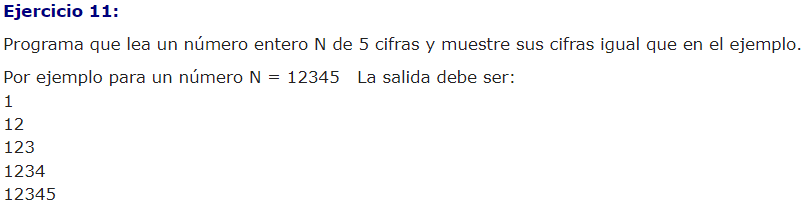 Ejercicio 11:
Programa que lea un número entero N de 5 cifras y muestre sus cifras igual que en el ejemplo.
Por ejemplo para un número N = 12345   La salida debe ser:
1
12
123
1234
12345